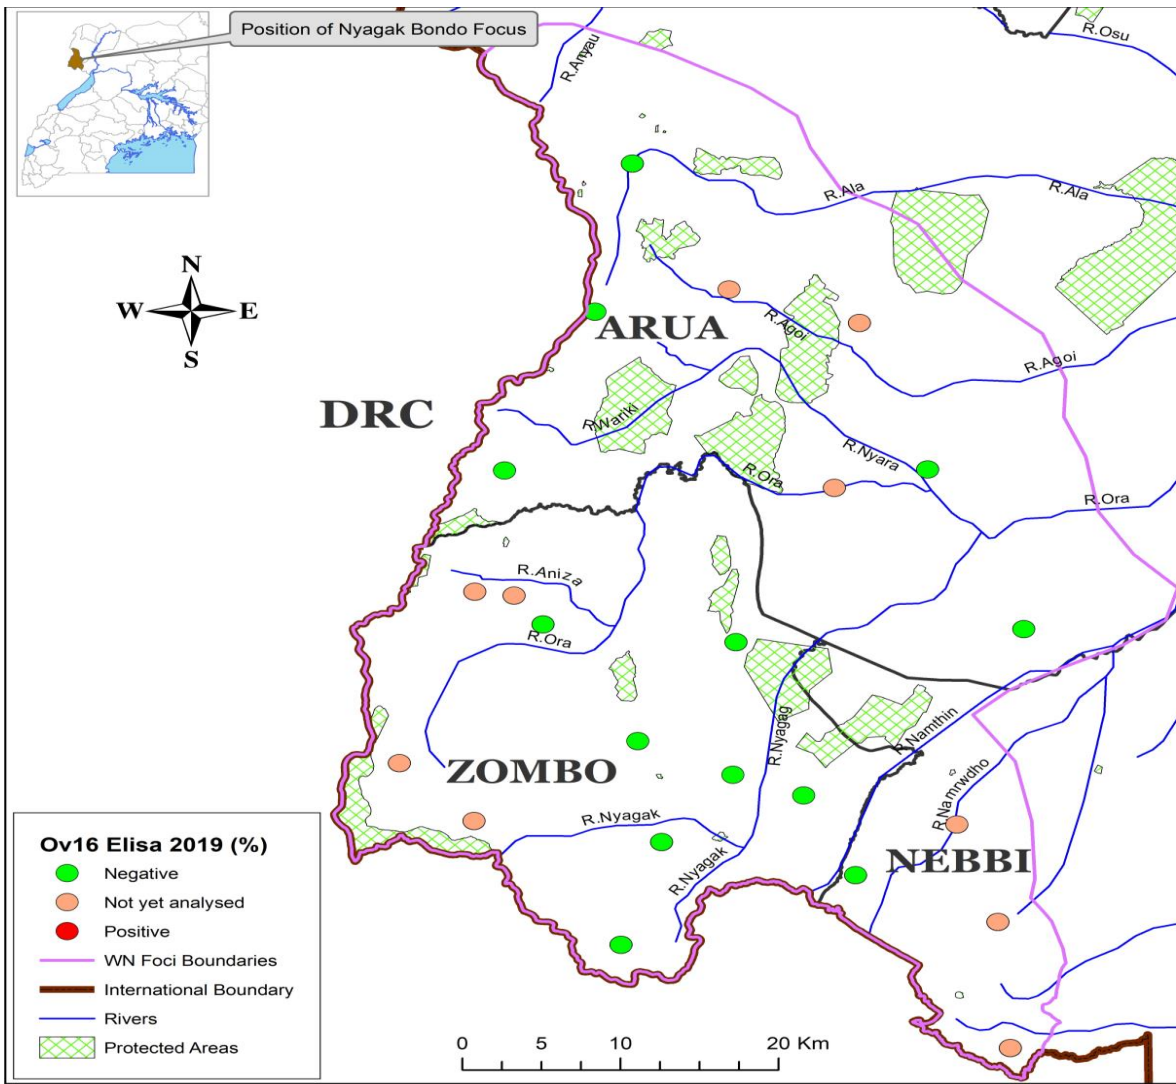 Position of Nyagak Bondo Focus
R.Osu
R.Anyau
R.Ala
R.Ala
N
W E
S
R.Agoi
ARUA
R.Agoi
DRC
R.Wariki
R.Nyara
R.Ora
R.Ora
R.Aniza
R.Ora
R.Nyagag
R.Namthin
ZOMBO
R.Namrwdho
R.Nyagak
R.Nyagak
NEBBI
Ov16 Elisa 2019 (%)
Negative
Not yet analysed
Positive
WN Foci Boundaries
International Boundary
Rivers
Protected Areas
0 5 10 20 Km